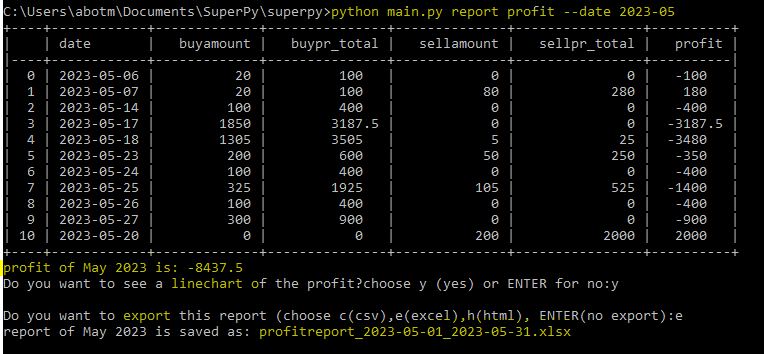 C:\Users\abotm\Documents\SuperPy\superpy>python main.py report profit --date 2023-05
+----+------------+-------------+---------------+--------------+----------------+----------+
|    | date       |   buyamount |   buypr_total |   sellamount |   sellpr_total |   profit |
|----+------------+-------------+---------------+--------------+----------------+----------|
|  0 | 2023-05-06 |          20 |         100   |            0 |              0 |   -100   |
|  1 | 2023-05-07 |          20 |         100   |           80 |            280 |    180   |
|  2 | 2023-05-14 |         100 |         400   |            0 |              0 |   -400   |
|  3 | 2023-05-17 |        1850 |        3187.5 |            0 |              0 |  -3187.5 |
|  4 | 2023-05-18 |        1305 |        3505   |            5 |             25 |  -3480   |
|  5 | 2023-05-23 |         200 |         600   |           50 |            250 |   -350   |
|  6 | 2023-05-24 |         100 |         400   |            0 |              0 |   -400   |
|  7 | 2023-05-25 |         325 |        1925   |          105 |            525 |  -1400   |
|  8 | 2023-05-26 |         100 |         400   |            0 |              0 |   -400   |
|  9 | 2023-05-27 |         300 |         900   |            0 |              0 |   -900   |
| 10 | 2023-05-20 |           0 |           0   |          200 |           2000 |   2000   |
+----+------------+-------------+---------------+--------------+----------------+----------+
profit of May 2023 is: -8437.5
Do you want to see a linechart of the profit?choose y (yes) or ENTER for no:y
Do you want to export this report (choose c(csv),e(excel),h(html), ENTER(no export):e
report of May 2023 is saved as: profitreport_2023-05-01_2023-05-31.xlsx